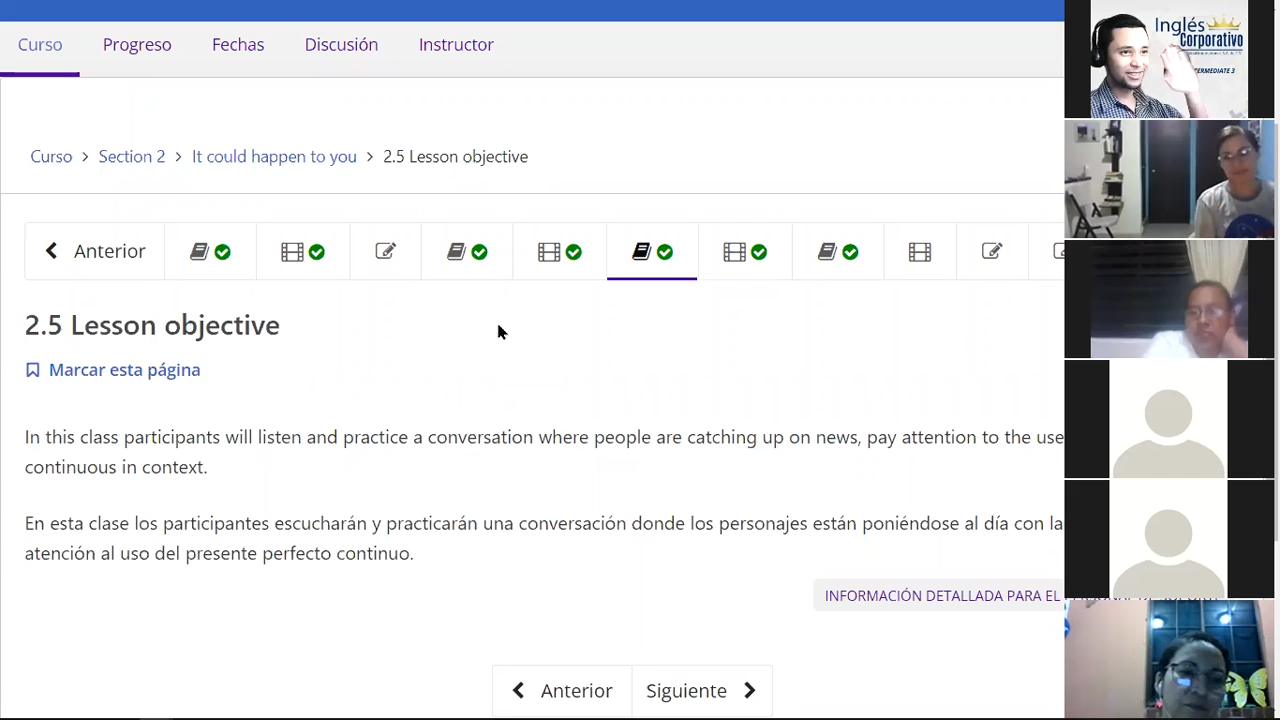 Curso Progreso Fechas Discusión Instructor
Curso > Section 2 > It could happen to you > 2.5 Lesson objective
Anterior
2.5 Lesson objective
Marcar esta página
In this class participants will listen and practice a conversation where people are catching up on news, pay attention to the use
continuous in context.
En esta clase los participantes escucharán y practicarán una conversación donde los personajes están poniéndose al día con la
atención al uso del presente perfecto continuo.
INFORMACIÓN DETALLADA PARA EL
Anterior Siguiente
Inglés
Corporativo
TERMEDIATE 3